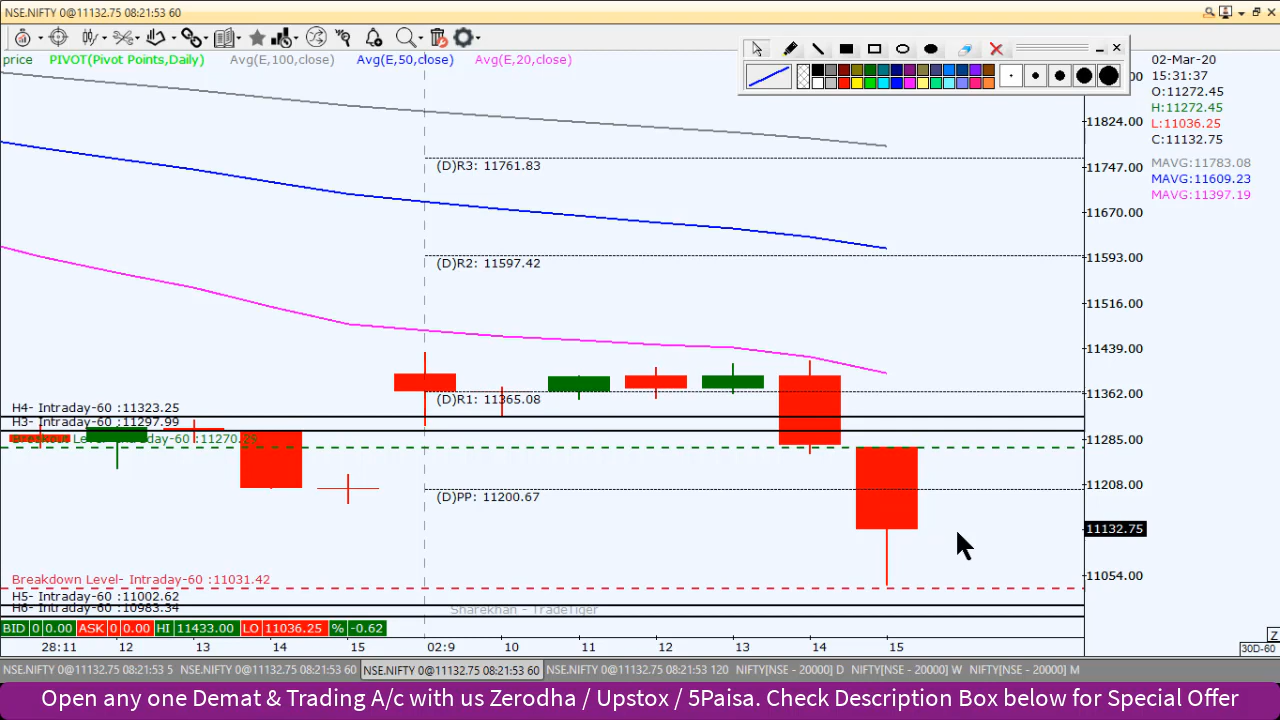 NSE.NIFTY 0@11132.75 08:21:53 60
price PIVOT(Pivot Points,Daily) Avg(E,100,close) Avg(E,50,close) Avg(E,20,close)
02-Mar-20
15:31:37
O:11272.45
H:11272.45
L:11036.25
C:11132.75
MAVG:11783.08
MAVG:11609.23
MAVG:11397.19
11824.00
(D)R3: 11761.83
11747.00
11670.00
(D)R2: 11597.42
11593.00
11516.00
11439.00
(D)R1: 11365.08
11362.00
H4- Intraday-60 :11323.25
H3- Intraday-60 :11297.99
Breakout Level- Intraday-60 :11270.25
11285.00
(D)PP: 11200.67
11208.00
11132.75
Breakdown Level- Intraday-60 :11031.42
11054.00
H5- Intraday-60 :11002.62
H6- Intraday-60 :10983.34
Sharekhan - TradeTiger
BID 0 0.00 ASK 0 0.00 HI 11433.00 LO 11036.25 % -0.62
Z
28:11 12 13 14 15 02:9 10 11 12 13 14 15 30D-60
NSE.NIFTY 0@11132.75 08:21:53 5 NSE.NIFTY 0@11132.75 08:21:53 60 NSE.NIFTY 0@11132.75 08:21:53 60 NSE.NIFTY 0@11132.75 08:21:53 120 NIFTY[NSE - 20000] D NIFTY[NSE - 20000] W NIFTY[NSE - 20000] M
Open any one Demat & Trading A/c with us Zerodha / Upstox / 5Paisa. Check Description Box below for Special Offer